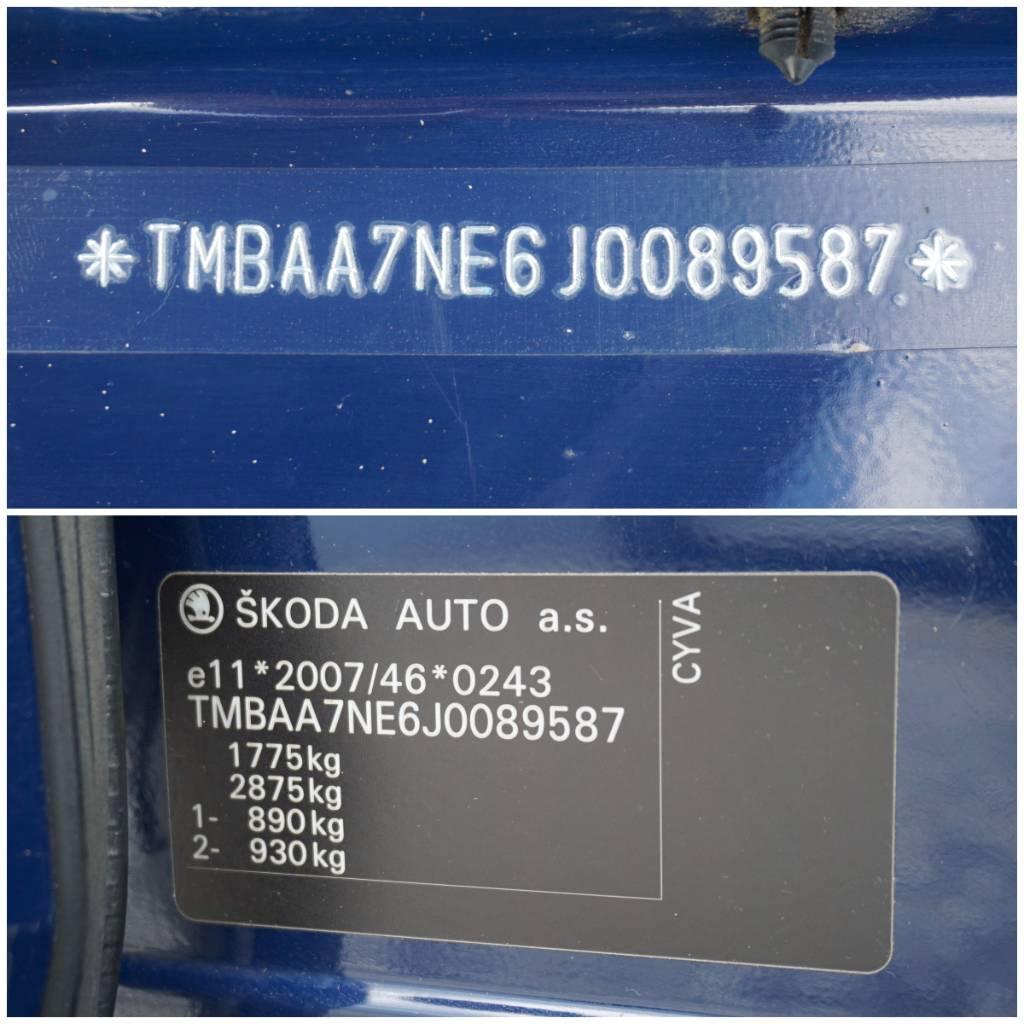 *TMBAA7NE6J0089587*
ŠKODA AUTO a.s.
e11*2007/46*0243
TMBAA7NE6J0089587
1775kg
2875kg
1- 890kg
2- 930kg
CYVA